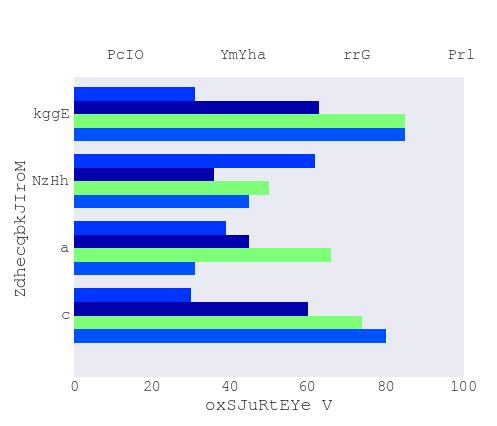 PcIO YmYha rrG Prl
kggE
NzHh
a
c
ZdhecqbkJIroM
0 20 40 60 80 100
oxSJuRtEYe V